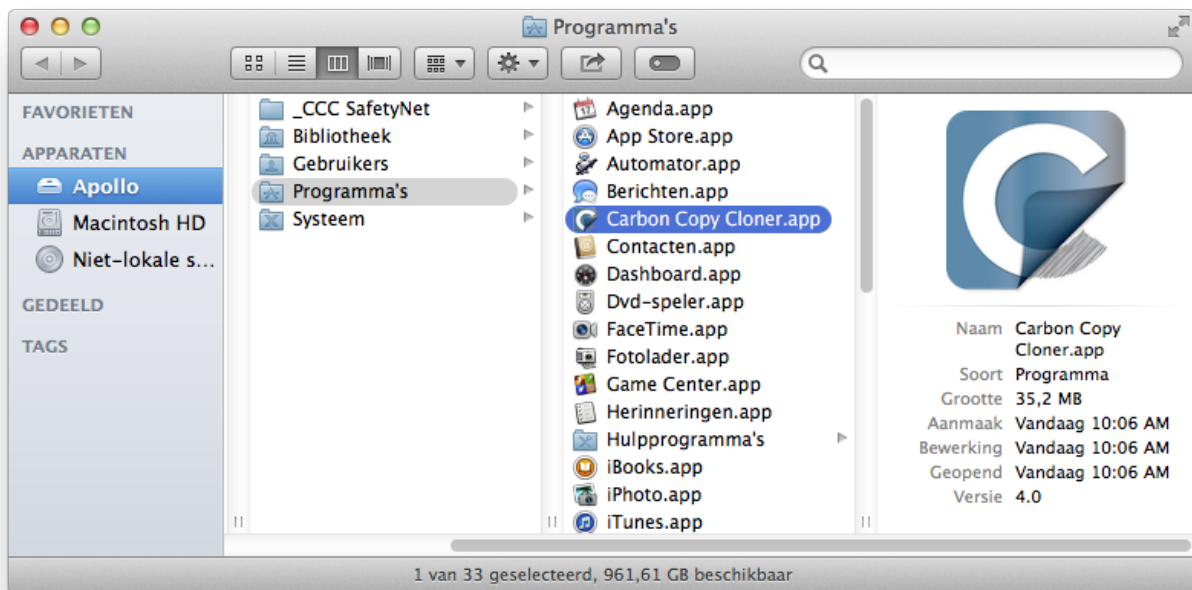 Programma's
FAVORIETEN
APPARATEN
Apollo
Macintosh HD
Niet-lokale s...
GEDEELD
TAGS
_CCC SafetyNet
Bibliotheek
Gebruikers
Programma's
Systeem
Agenda.app
App Store.app
Automator.app
Berichten.app
Carbon Copy Cloner.app
Contacten.app
Dashboard.app
Dvd-speler.app
FaceTime.app
Fotolader.app
Game Center.app
Herinneringen.app
Hulpprogramma's
iBooks.app
iPhoto.app
iTunes.app
Naam Carbon Copy
Cloner.app
Soort Programma
Grootte 35,2 MB
Aanmaak Vandaag 10:06 AM
Bewerking Vandaag 10:06 AM
Geopend Vandaag 10:06 AM
Versie 4.0
1 van 33 geselecteerd, 961,61 GB beschikbaar